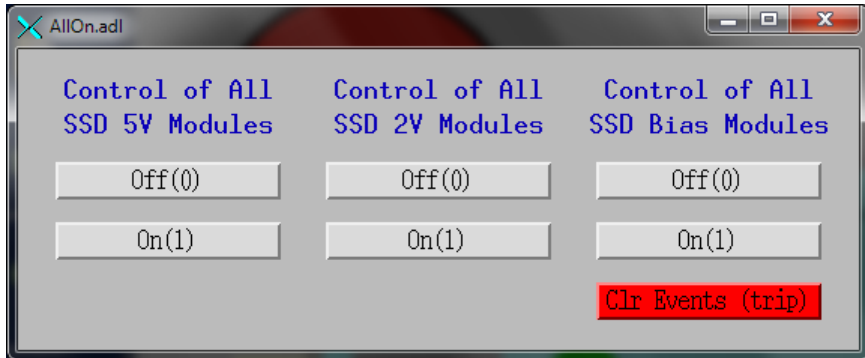 AllOn.adl
Control of All
SSD 5V Modules
Control of All
SSD 2V Modules
Control of All
SSD Bias Modules
Off(0)
Off(0)
Off(0)
On(1)
On(1)
On(1)
Clr Events (trip)